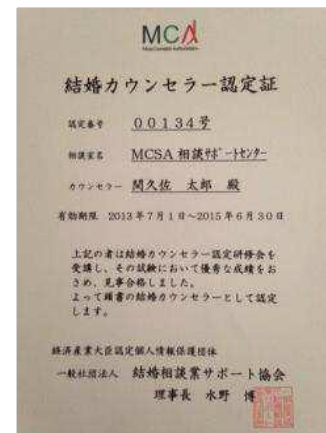 MCA
結婚カウンセラー認定証
認定番号 00134号
相談室名 MCSA 相談ｻﾎﾟｰﾄｾﾝﾀｰ
カウンセラー 関久佐 太郎 殿
有効期限 2013年7月1日〜2015年6月30日
上記の者は結婚カウンセラー認定研修会を
受講し、その試験において優秀な成績をお
さめ、見事合格しました。
よって頭書の結婚カウンセラーとして認定
します。
経済産業大臣認定個人情報保護団体
一般社団法人 結婚相談業サポート協会
理事長 水野 博